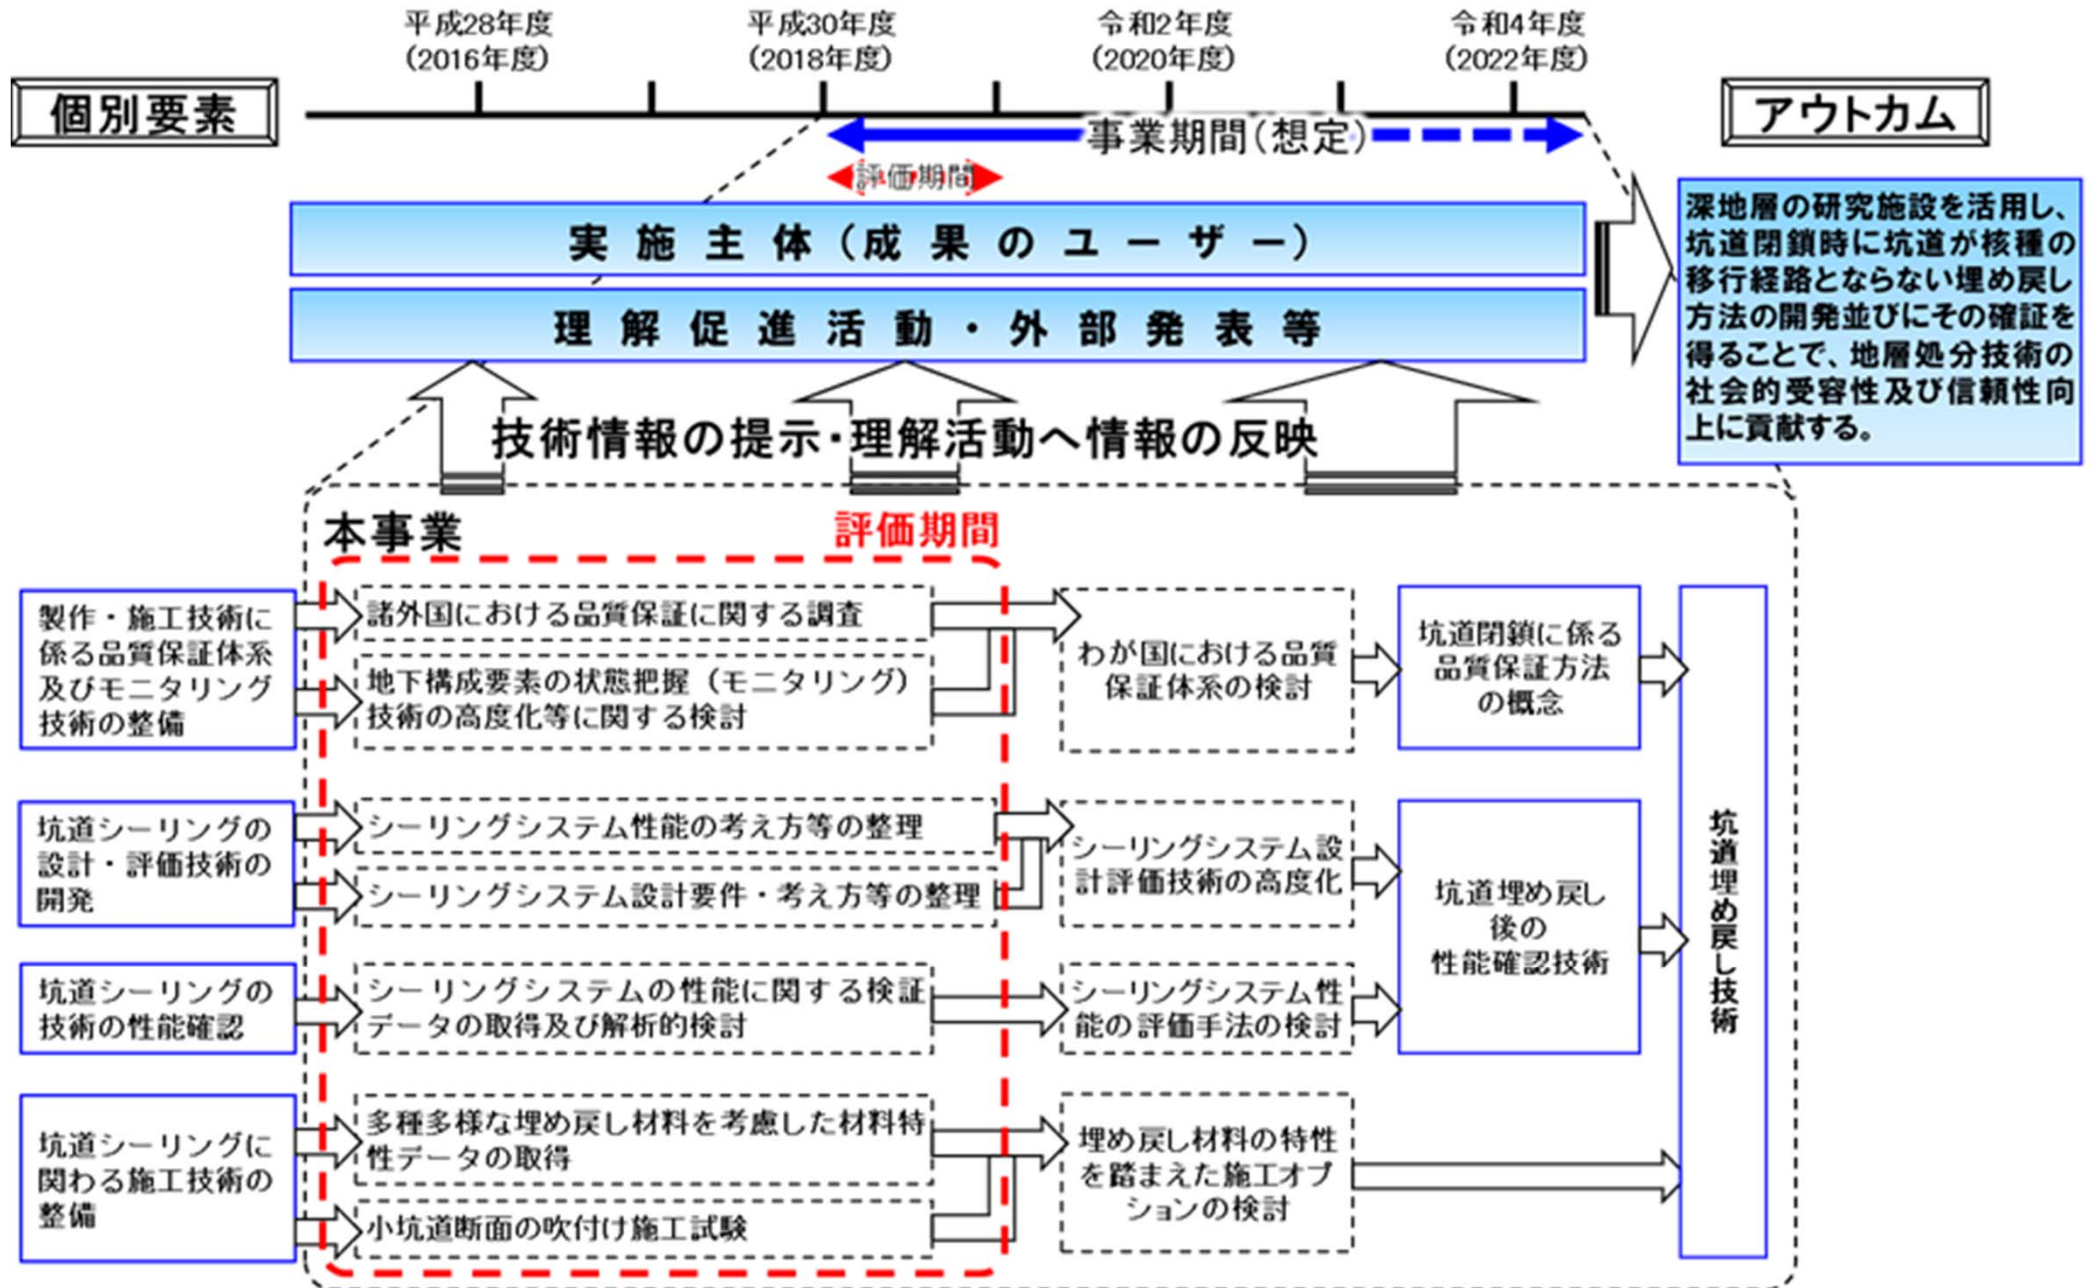 平成28年度
(2016年度)
平成30年度
(2018年度)
令和2年度
(2020年度)
令和4年度
(2022年度)
個別要素
アウトカム
事業期間(想定)
評価期間
実施主体(成果のユーザー)
理解促進活動・外部発表等
深地層の研究施設を活用し、
坑道閉鎖時に坑道が核種の
移行経路とならない埋め戻し
方法の開発並びにその確証を
得ることで、地層処分技術の
社会的受容性及び信頼性向
上に貢献する。
技術情報の提示・理解活動へ情報の反映
本事業
評価期間
製作・施工技術に
係る品質保証体系
及びモニタリング
技術の整備
諸外国における品質保証に関する調査
地下構成要素の状態把握（モニタリング）
技術の高度化等に関する検討
わが国における品質
保証体系の検討
坑道閉鎖に係る
品質保証方法
の概念
坑道シーリングの
設計・評価技術の
開発
シーリングシステム性能の考え方等の整理
シーリングシステム設計要件・考え方等の整理
シーリングシステム設
計評価技術の高度化
坑道埋め戻し
後の
性能確認技術
坑道シーリングの
技術の性能確認
シーリングシステムの性能に関する検証
データの取得及び解析的検討
シーリングシステム性
能の評価手法の検討
坑道シーリングに
関わる施工技術の
整備
多種多様な埋め戻し材料を考慮した材料特
性データの取得
小坑道断面の吹付け施工試験
埋め戻し材料の特性
を踏まえた施工オプ
ションの検討
坑道埋め戻し技術